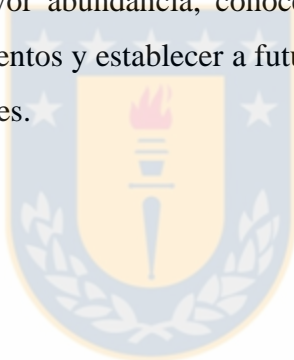 yor abundancia, conoce
entos y establecer a futu
es.